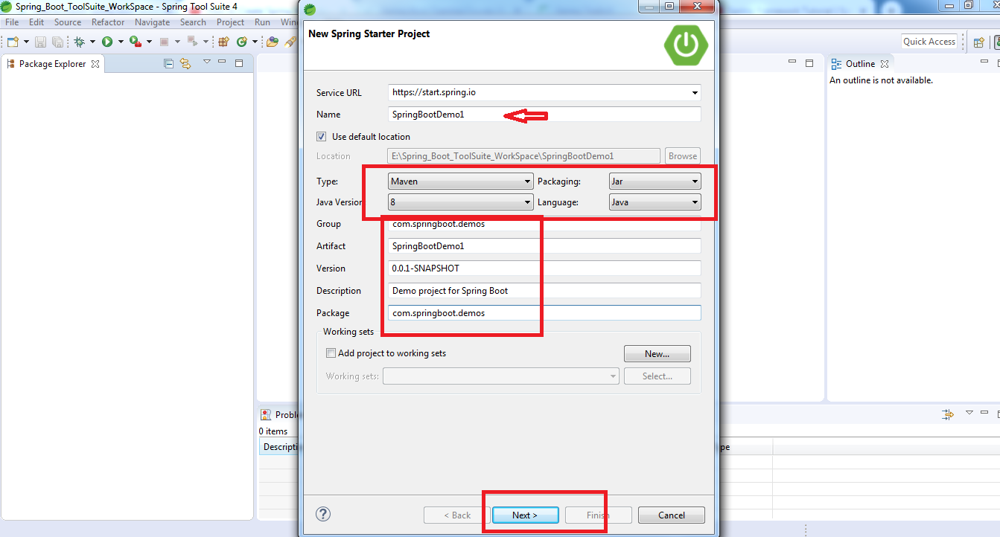 Spring_Boot_ToolSuite_WorkSpace - Spring Tool Suite 4
File Edit Source Refactor Navigate Search Project Run Win
Quick Access
Package Explorer
Outline
An outline is not available.
New Spring Starter Project
Service URL https://start.spring.io
Name SpringBootDemo1
Use default location
Location E:\Spring_Boot_ToolSuite_WorkSpace\SpringBootDemo1 Browse
Type: Maven Packaging: Jar
Java Version 8 Language: Java
Group com.springboot.demos
Artifact SpringBootDemo1
Version 0.0.1-SNAPSHOT
Description Demo project for Spring Boot
Package com.springboot.demos
Working sets
Add project to working sets New...
Working sets: Select...
Proble
0 items
Descripti pe
? < Back Next > Finish Cancel